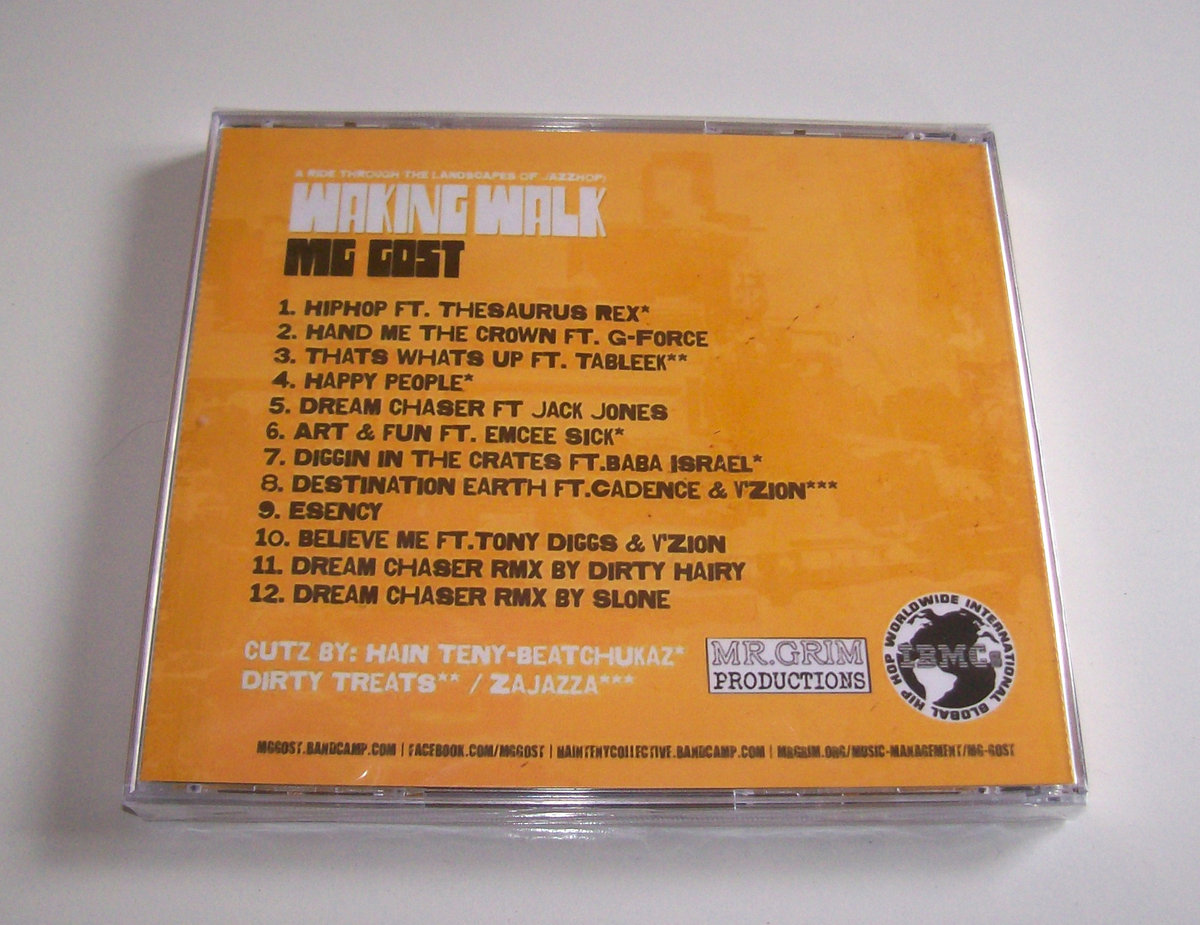 A RIDE THROUGH THE LANDSCAPES OF JAZZHOP)
WAKING WALK
MG GOST
1. HIPHOP FT. THESAURUS REX*
2. HAND ME THE CROWN FT. G-FORCE
3. THATS WHATS UP FT. TABLEEK**
4. HAPPY PEOPLE*
5. DREAM CHASER FT JACK JONES
6. ART & FUN FT. EMCEE SICK*
7. DIGGIN IN THE CRATES FT.BABA ISRAEL*
8. DESTINATION EARTH FT.CADENCE & V'ZION***
9. ESENCY
10. BELIEVE ME FT.TONY DIGGS & V'ZION
11. DREAM CHASER RMX BY DIRTY HAIRY
12. DREAM CHASER RMX BY SLONE
CUTZ BY: HAIN TENY-BEATCHUKAZ*
DIRTY TREATS** / ZAJAZZA***
MR.GRIM
PRODUCTIONS
WORLDWIDE INTERNATIONAL GLOBAL HIP HOP
LBMCs
MGGOST.BANDCAMP.COM | FACEBOOK.COM/MGGOST | HAINTENYCOLLECTIVE.BANDCAMP.COM | MRGRIM.ORG/MUSIC-MANAGEMENT/MG-GOST